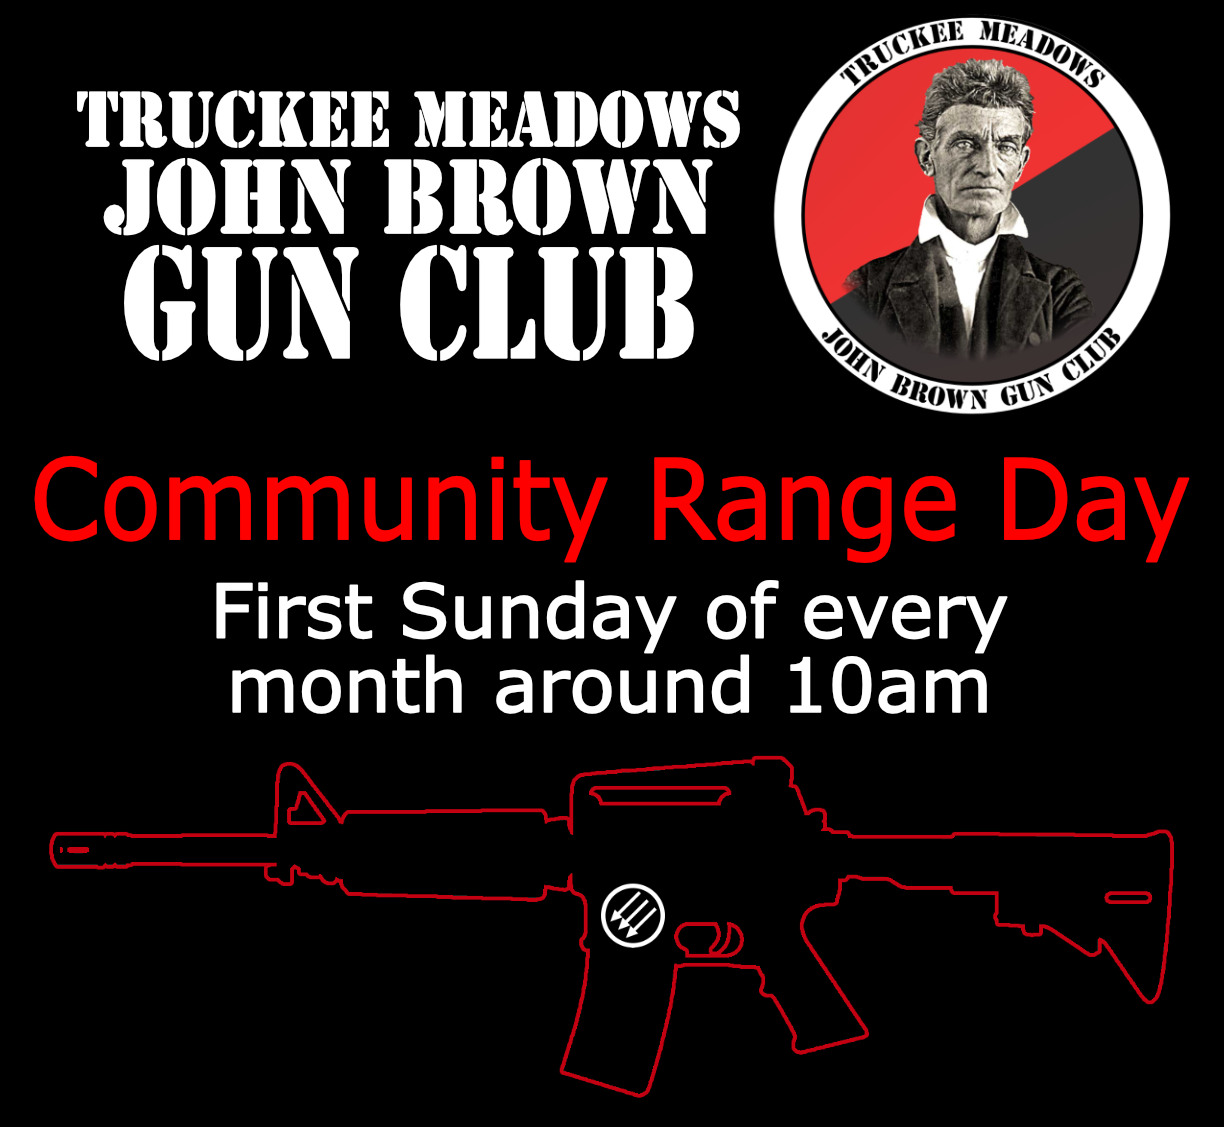 TRUCKEE MEADOWS
JOHN BROWN
GUN CLUB
TRUCKEE MEADOWS
JOHN BROWN GUN CLUB
Community Range Day
First Sunday of every
month around 10am